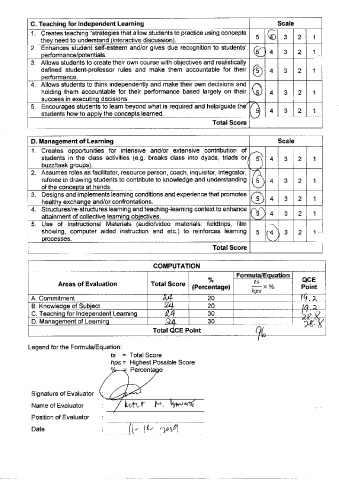 C. Teaching for Independent Learning Scale
1. Creates teaching strategies that allow students to practice using concepts they need to understand (interactive discussion). 5 4 3 2 1
2. Enhances student self-esteem and/or gives due recognition to students' performance/potentials. 5 4 3 2 1
3. Allows students to create their own course with objectives and realistically defined student-professor rules and make them accountable for their performance. 5 4 3 2 1
4. Allows students to think independently and make their own decisions and holding them accountable for their performance based largely on their success in executing decisions. 5 4 3 2 1
5. Encourages students to learn beyond what is required and help/guide the students how to apply the concepts learned. 5 4 3 2 1
Total Score
D. Management of Learning Scale
1. Creates opportunities for intensive and/or extensive contribution of students in the class activities (e.g. breaks class into dyads, triads or buzz/task groups). 5 4 3 2 1
2. Assumes roles as facilitator, resource person, coach, inquisitor, integrator, referee in drawing students to contribute to knowledge and understanding of the concepts at hands. 5 4 3 2 1
3. Designs and implements learning conditions and experience that promotes healthy exchange and/or confrontations. 5 4 3 2 1
4. Structures/re-structures learning and teaching-learning context to enhance attainment of collective learning objectives. 5 4 3 2 1
5. Use of Instructional Materials (audio/video materials: fieldtrips, film showing, computer aided instruction and etc.) to reinforces learning processes. 5 4 3 2 1
Total Score
COMPUTATION
Areas of Evaluation Total Score % (Percentage) Formula/Equation ts/hps × % QCE Point
A. Commitment 24 20 19.2
B. Knowledge of Subject 24 20 19.2
C. Teaching for Independent Learning 24 30 28.8
D. Management of Learning 24 30 28.8
Total QCE Point 96
Legend for the Formula/Equation:
ts = Total Score
hps = Highest Possible Score
% = Percentage
Signature of Evaluator :
Name of Evaluator : M.
Position of Evaluator :
Date :